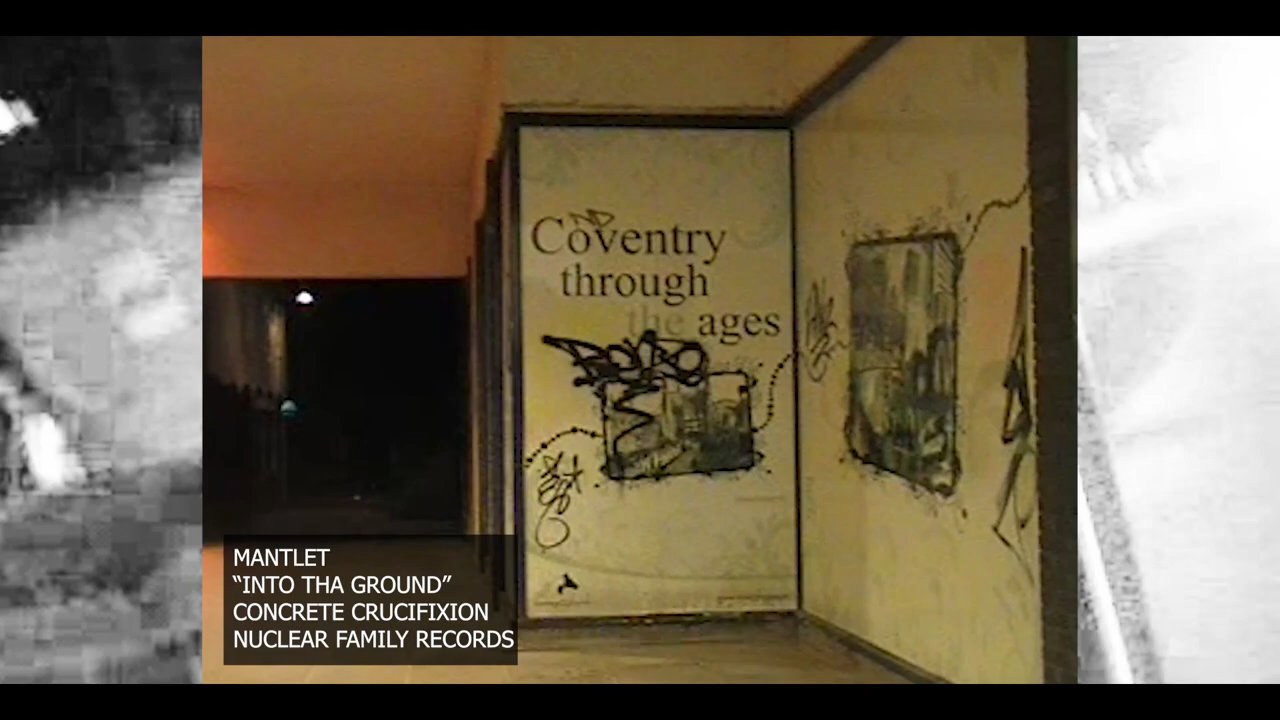 Coventry
through
the ages
MANTLET
“INTO THA GROUND”
CONCRETE CRUCIFIXION
NUCLEAR FAMILY RECORDS